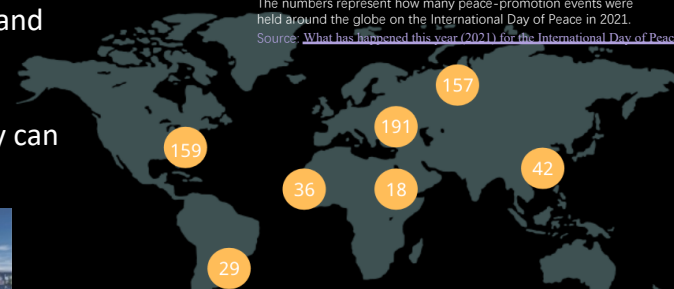 and
y can
The numbers represent how many peace-promotion events were
held around the globe on the International Day of Peace in 2021.
Source: What has happened this year (2021) for the International Day of Peac
157
191
159
42
36
18
29